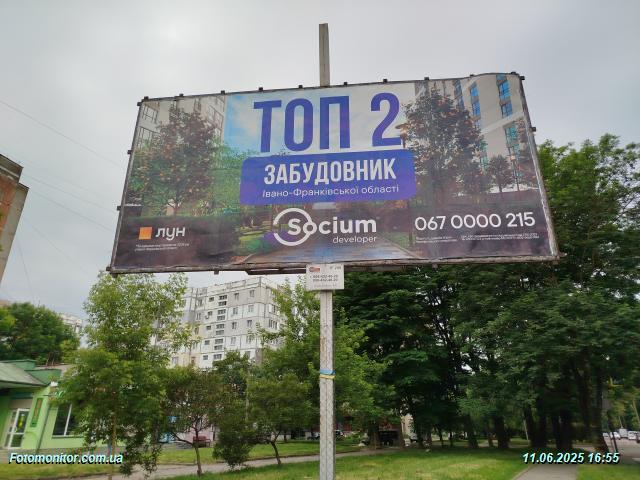 ТОП 2
ЗАБУДОВНИК
Івано-Франківської області
лун
Socium
developer
067 0000 215
Fotomonitor.com.ua
11.06.2025 16:55